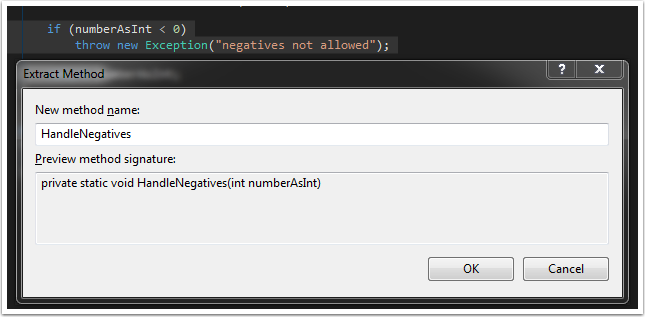 if (numberAsInt < 0)
throw new Exception("negatives not allowed");
Extract Method
?
New method name:
HandleNegatives
Preview method signature:
private static void HandleNegatives(int numberAsInt)
OK
Cancel